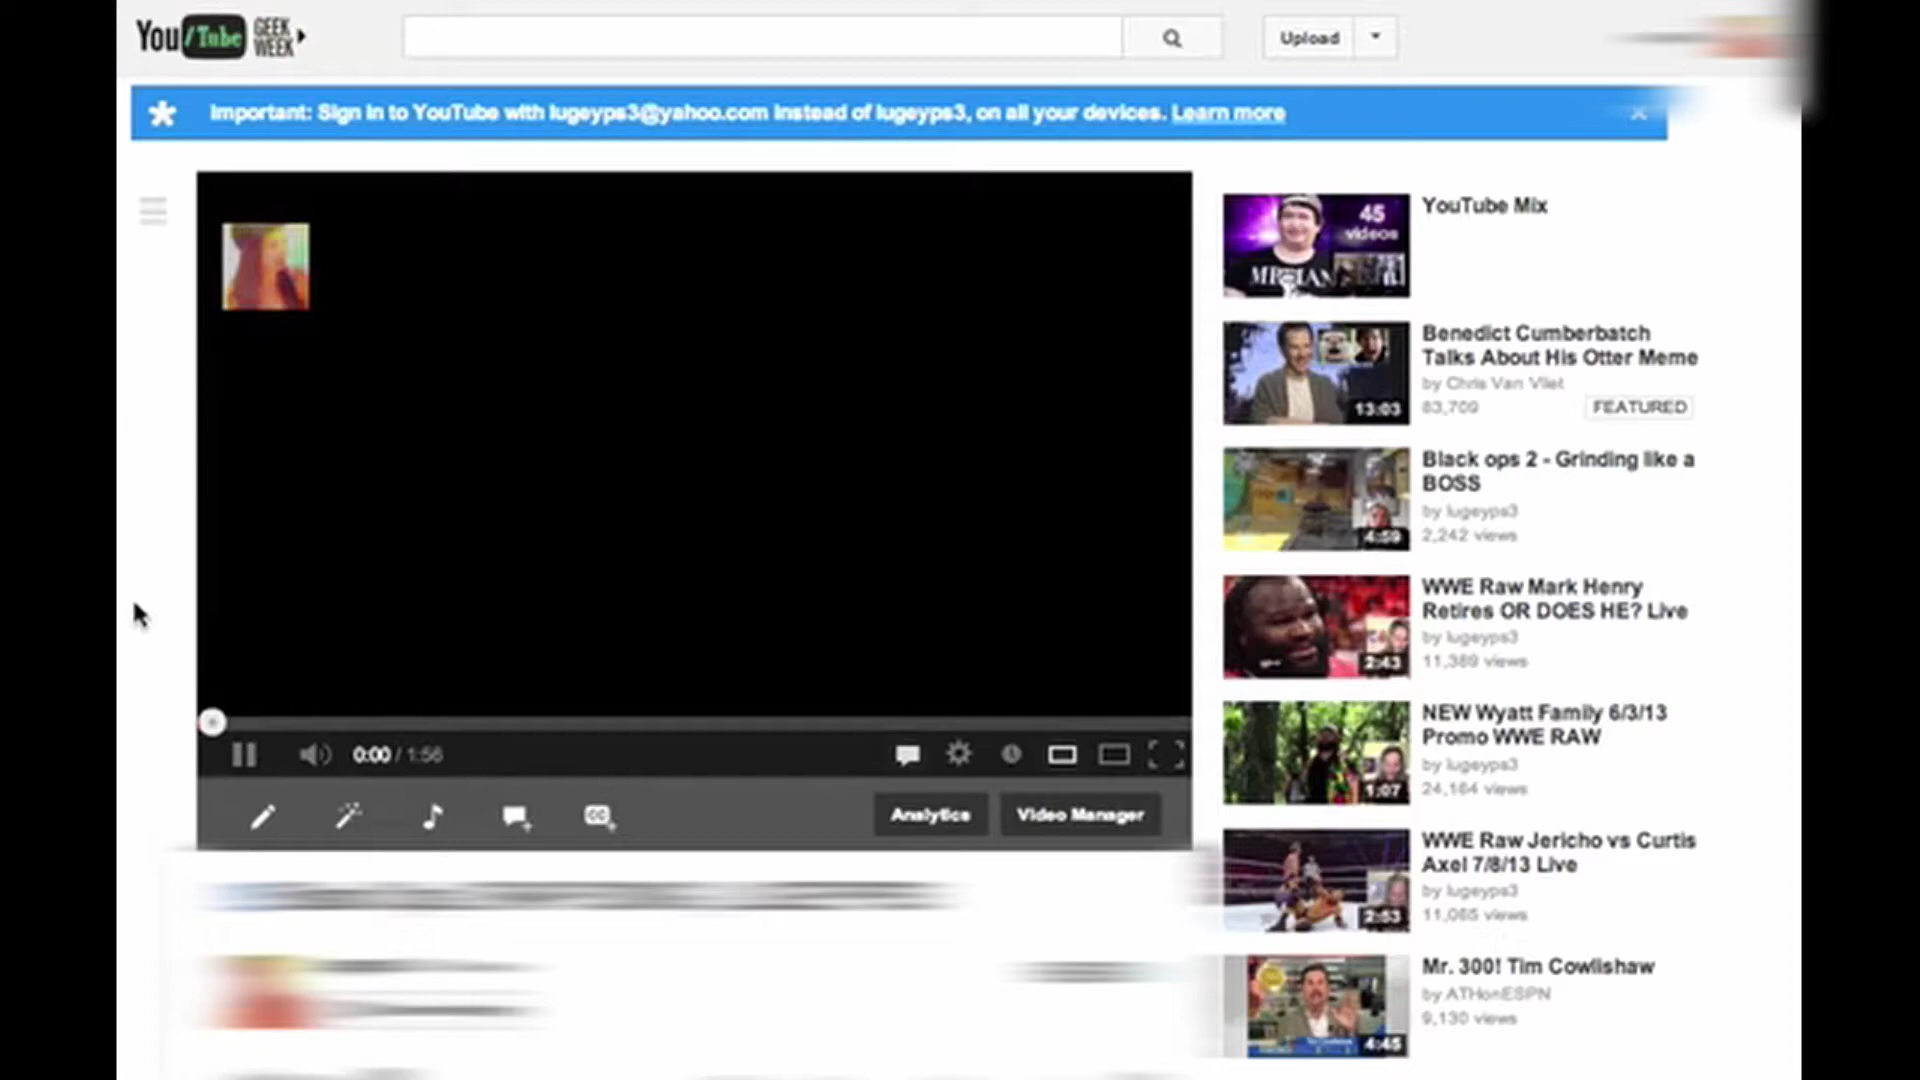 You/Tube GEEK WEEK
Upload
Important: Sign in to YouTube with lugeyps3@yahoo.com instead of lugeyps3, on all your devices. Learn more
45
videos
YouTube Mix
13:03
Benedict Cumberbatch
Talks About His Otter Meme
by Chris Van Vliet
83,709
FEATURED
4:59
Black ops 2 - Grinding like a
BOSS
by lugeyps3
2,242 views
2:43
WWE Raw Mark Henry
Retires OR DOES HE? Live
by lugeyps3
11,389 views
1:07
NEW Wyatt Family 6/3/13
Promo WWE RAW
by lugeyps3
24,164 views
2:53
WWE Raw Jericho vs Curtis
Axel 7/8/13 Live
by lugeyps3
11,065 views
4:45
Mr. 300! Tim Cowlishaw
by ATHonESPN
9,130 views
0:00 / 1:56
CC
Analytics
Video Manager